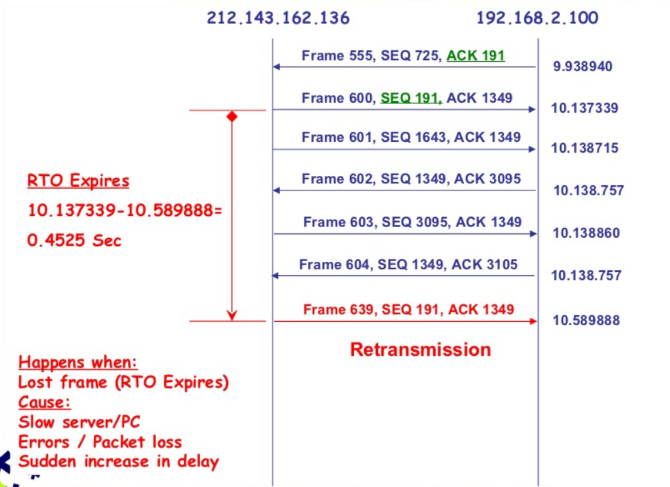 212.143.162.136
192.168.2.100
Frame 555, SEQ 725, ACK 191
9.938940
Frame 600, SEQ 191, ACK 1349
10.137339
Frame 601, SEQ 1643, ACK 1349
10.138715
Frame 602, SEQ 1349, ACK 3095
10.138.757
Frame 603, SEQ 3095, ACK 1349
10.138860
Frame 604, SEQ 1349, ACK 3105
10.138.757
Frame 639, SEQ 191, ACK 1349
10.589888
Retransmission
RTO Expires
10.137339-10.589888=
0.4525 Sec
Happens when:
Lost frame (RTO Expires)
Cause:
Slow server/PC
Errors / Packet loss
Sudden increase in delay